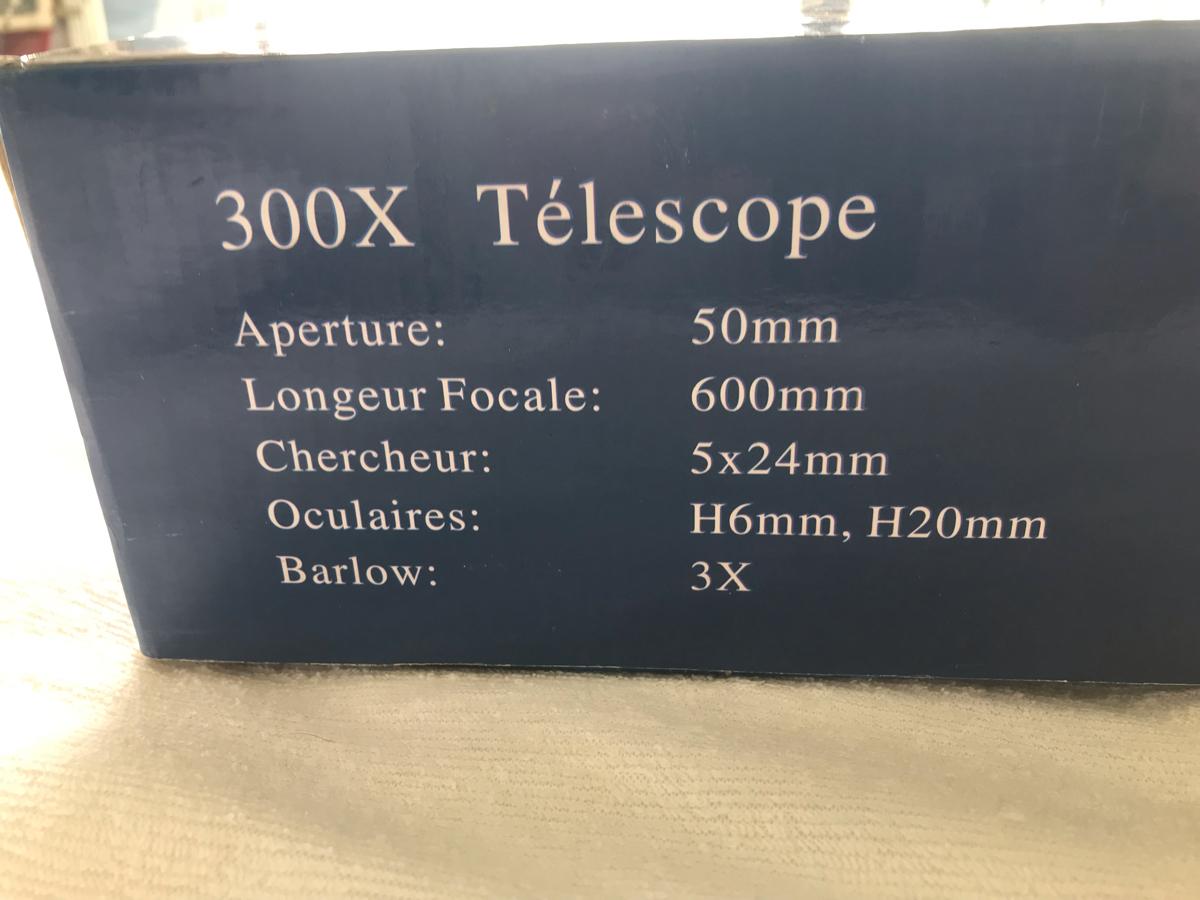 300X Télescope
Aperture: 50mm
Longeur Focale: 600mm
Chercheur: 5x24mm
Oculaires: H6mm, H20mm
Barlow: 3X